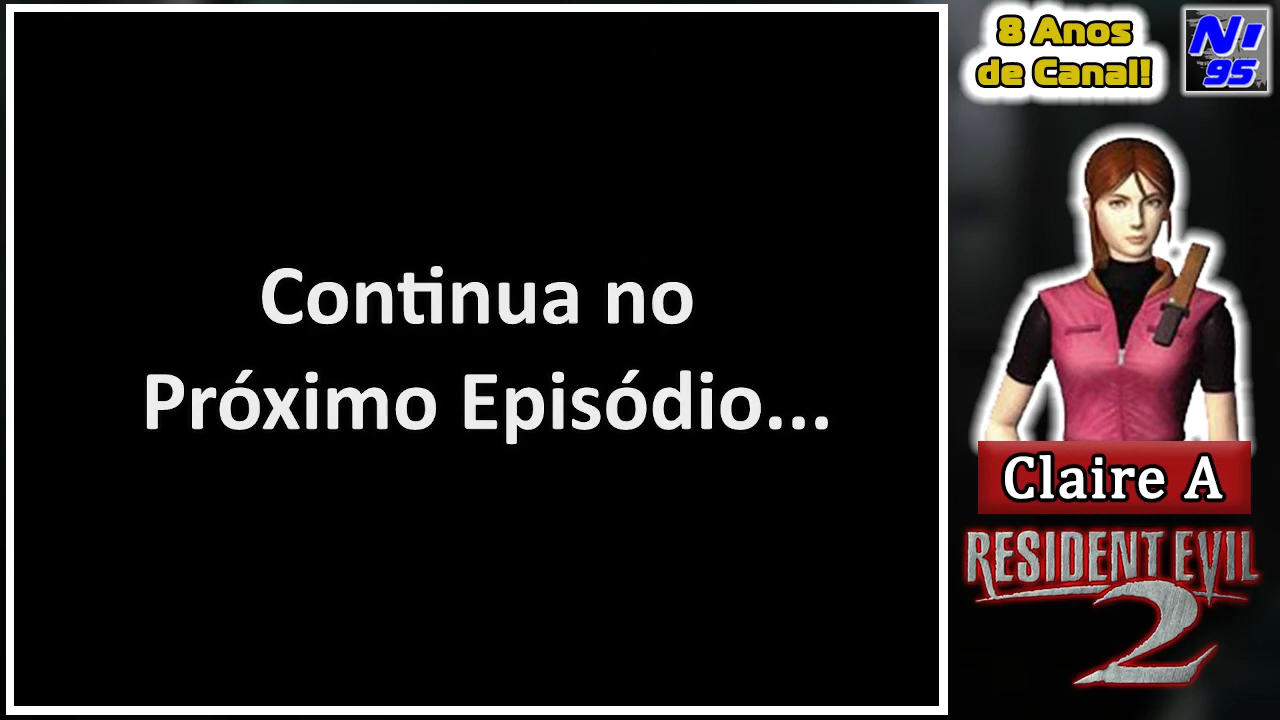 Continua no
Próximo Episódio...
8 Anos
de Canal!
N'
95
Claire A
RESIDENT EVIL
2